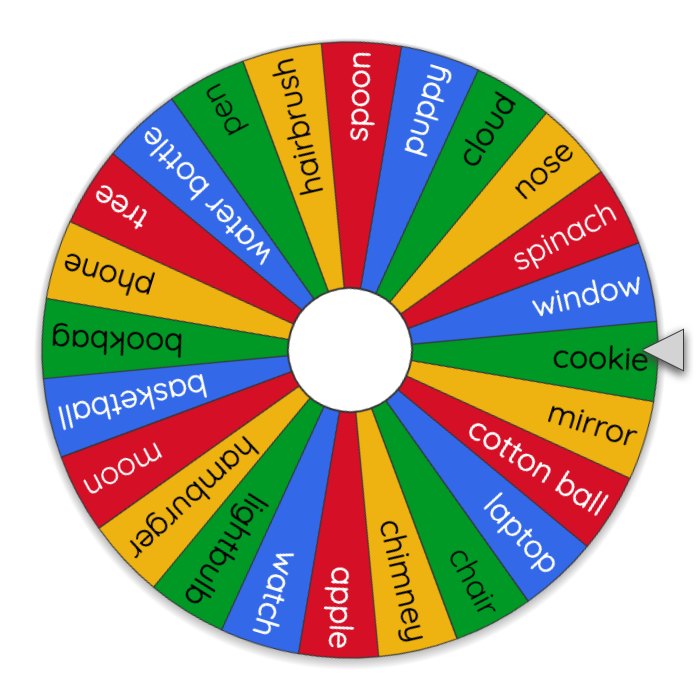 spoon
puppy
cloud
nose
spinach
window
cookie
mirror
cotton ball
laptop
chair
chimney
apple
watch
lightbulb
hamburger
moon
basketball
bookbag
phone
tree
water bottle
pen
hairbrush